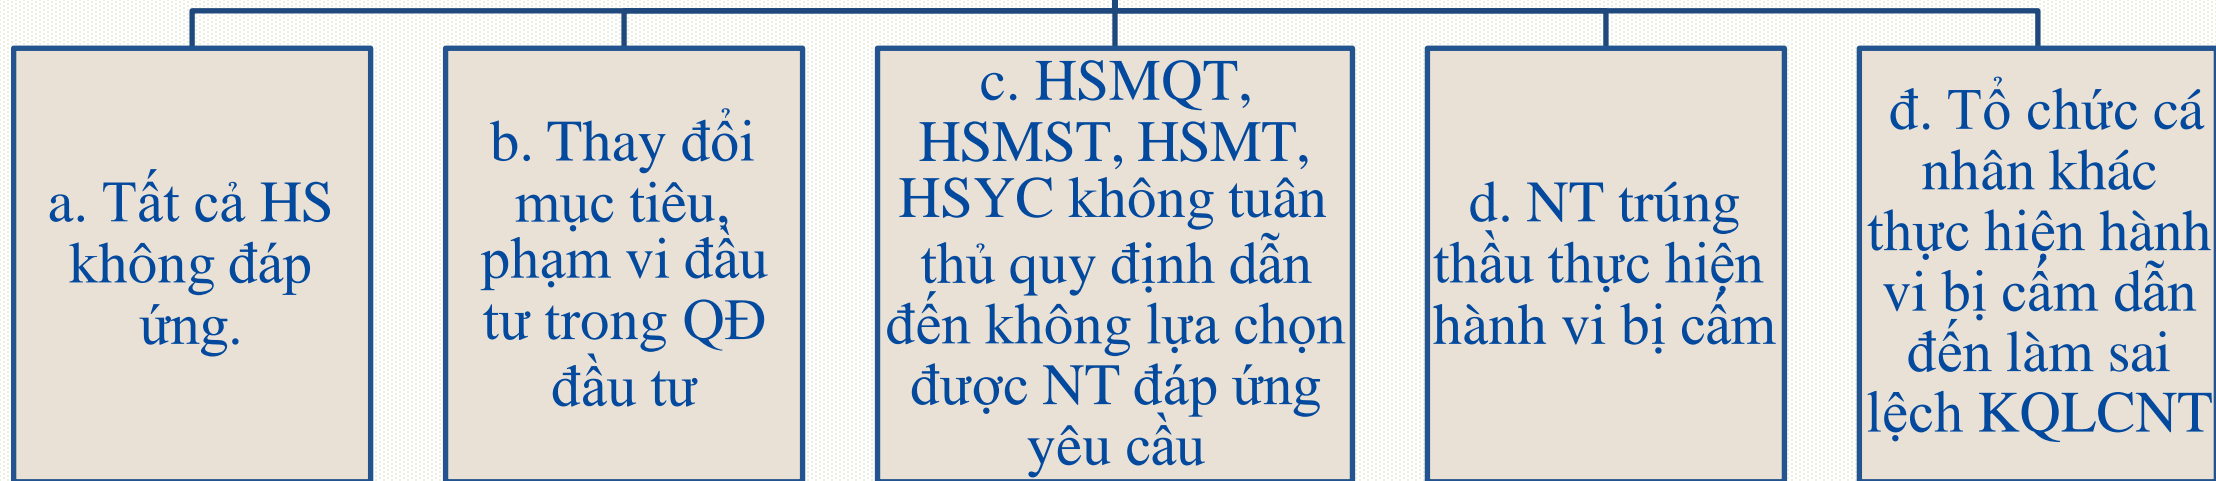 a. Tất cả HS
không đáp
ứng.
b. Thay đổi
mục tiêu,
phạm vi đầu
tư trong QĐ
đầu tư
c. HSMQT,
HSMST, HSMT,
HSYC không tuân
thủ quy định dẫn
đến không lựa chọn
được NT đáp ứng
yêu cầu
d. NT trúng
thầu thực hiện
hành vi bị cấm
đ. Tổ chức cá
nhân khác
thực hiện hành
vi bị cấm dẫn
đến làm sai
lệch KQLCNT